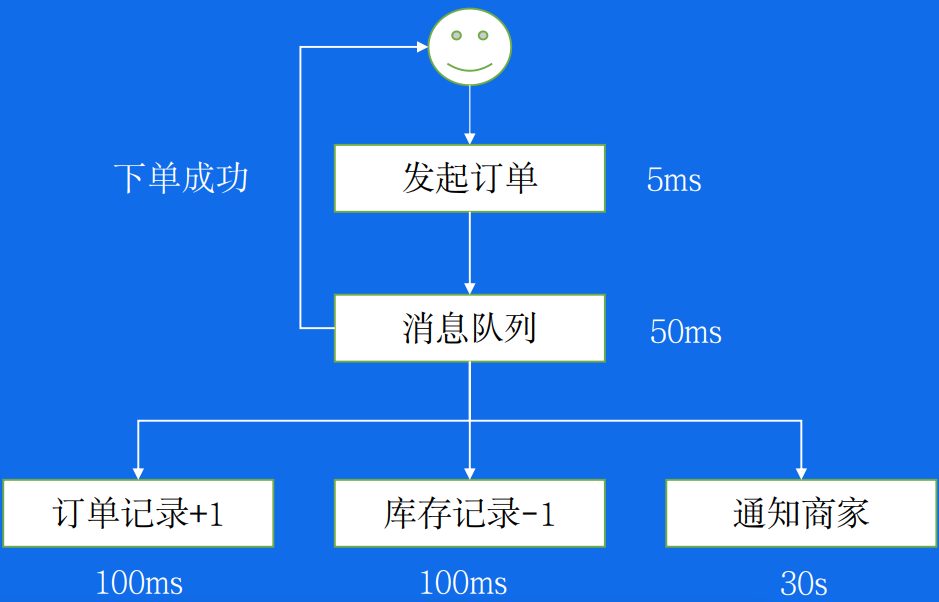 下单成功
发起订单
5ms
消息队列
50ms
订单记录+1
库存记录-1
通知商家
100ms
100ms
30s